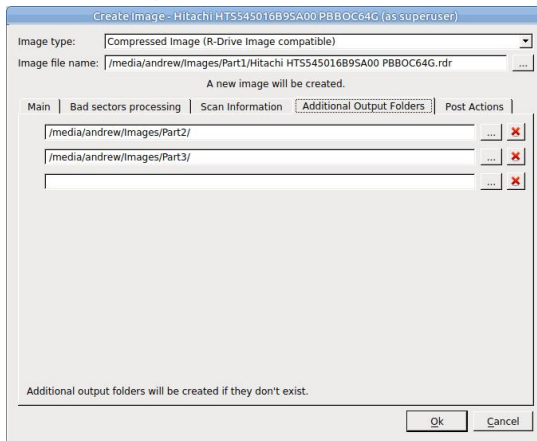 Create Image - Hitachi HTS545016B9SA00 PBBOC64G (as superuser)
Image type: Compressed Image (R-Drive Image compatible)
Image file name: /media/andrew/Images/Part1/Hitachi HTS545016B9SA00 PBBOC64G.rdr ...
A new image will be created.
Main Bad sectors processing Scan Information Additional Output Folders Post Actions
/media/andrew/Images/Part2/ ...
/media/andrew/Images/Part3/ ...
...
Additional output folders will be created if they don't exist.
Ok Cancel